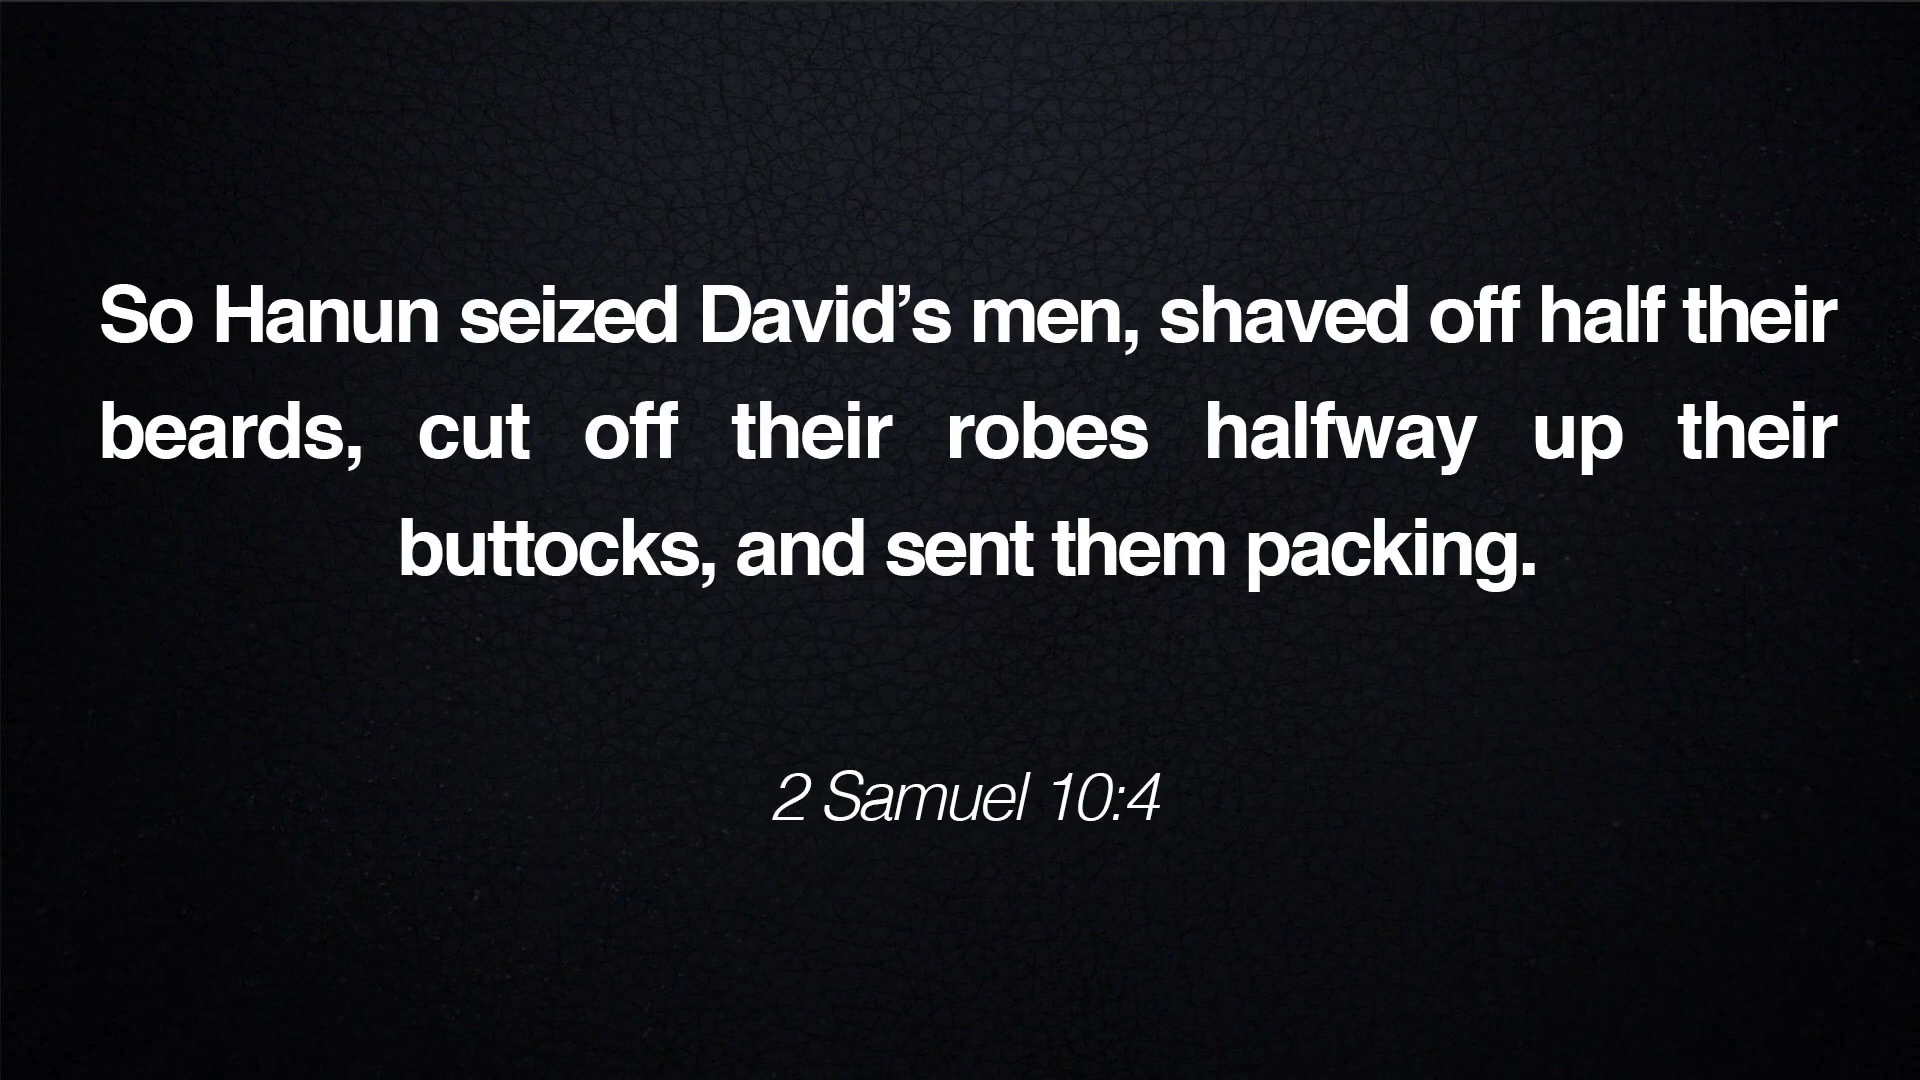 So Hanun seized David’s men, shaved off half their
beards, cut off their robes halfway up their
buttocks, and sent them packing.
2 Samuel 10:4